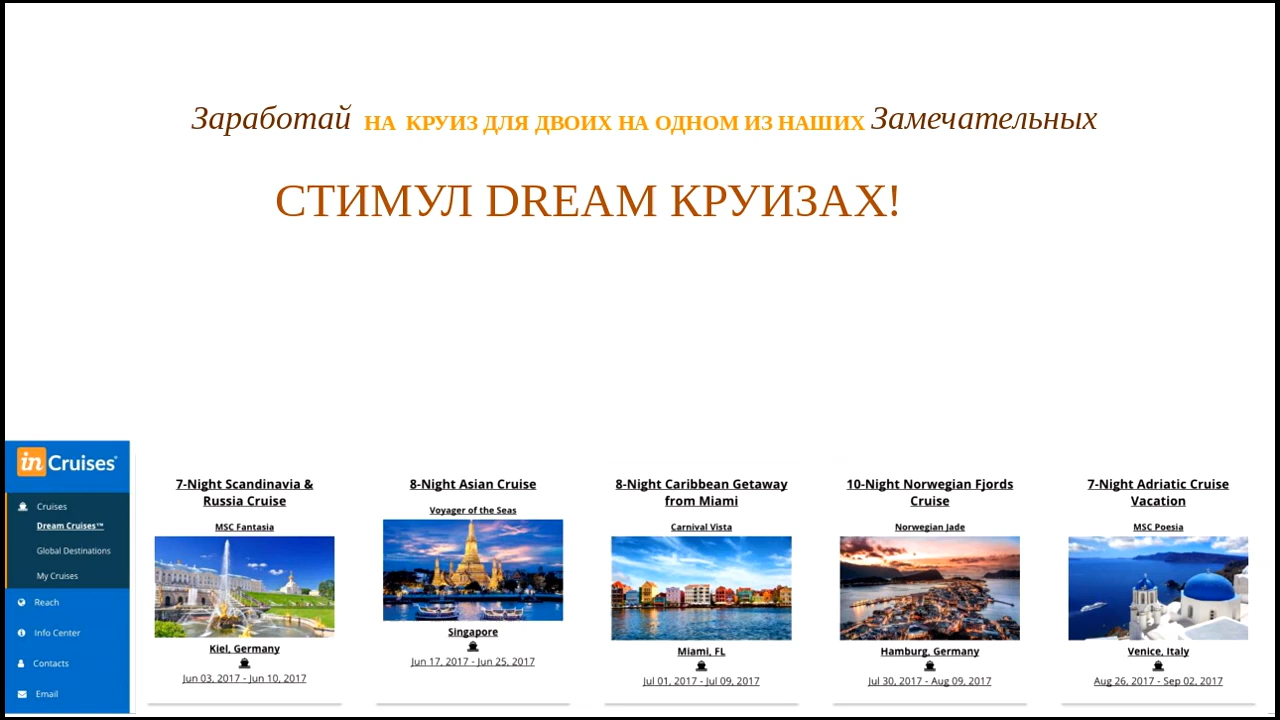 Заработай НА КРУИЗ ДЛЯ ДВОИХ НА ОДНОМ ИЗ НАШИХ Замечательных
СТИМУЛ DREAM КРУИЗАХ!
in Cruises®
Cruises
Dream Cruises™
Global Destinations
My Cruises
Reach
Info Center
Contacts
Email
7-Night Scandinavia &
Russia Cruise
MSC Fantasia
Kiel, Germany
Jun 03, 2017 - Jun 10, 2017
8-Night Asian Cruise
Voyager of the Seas
Singapore
Jun 17, 2017 - Jun 25, 2017
8-Night Caribbean Getaway
from Miami
Carnival Vista
Miami, FL
Jul 01, 2017 - Jul 09, 2017
10-Night Norwegian Fjords
Cruise
Norwegian Jade
Hamburg, Germany
Jul 30, 2017 - Aug 09, 2017
7-Night Adriatic Cruise
Vacation
MSC Poesia
Venice, Italy
Aug 26, 2017 - Sep 02, 2017